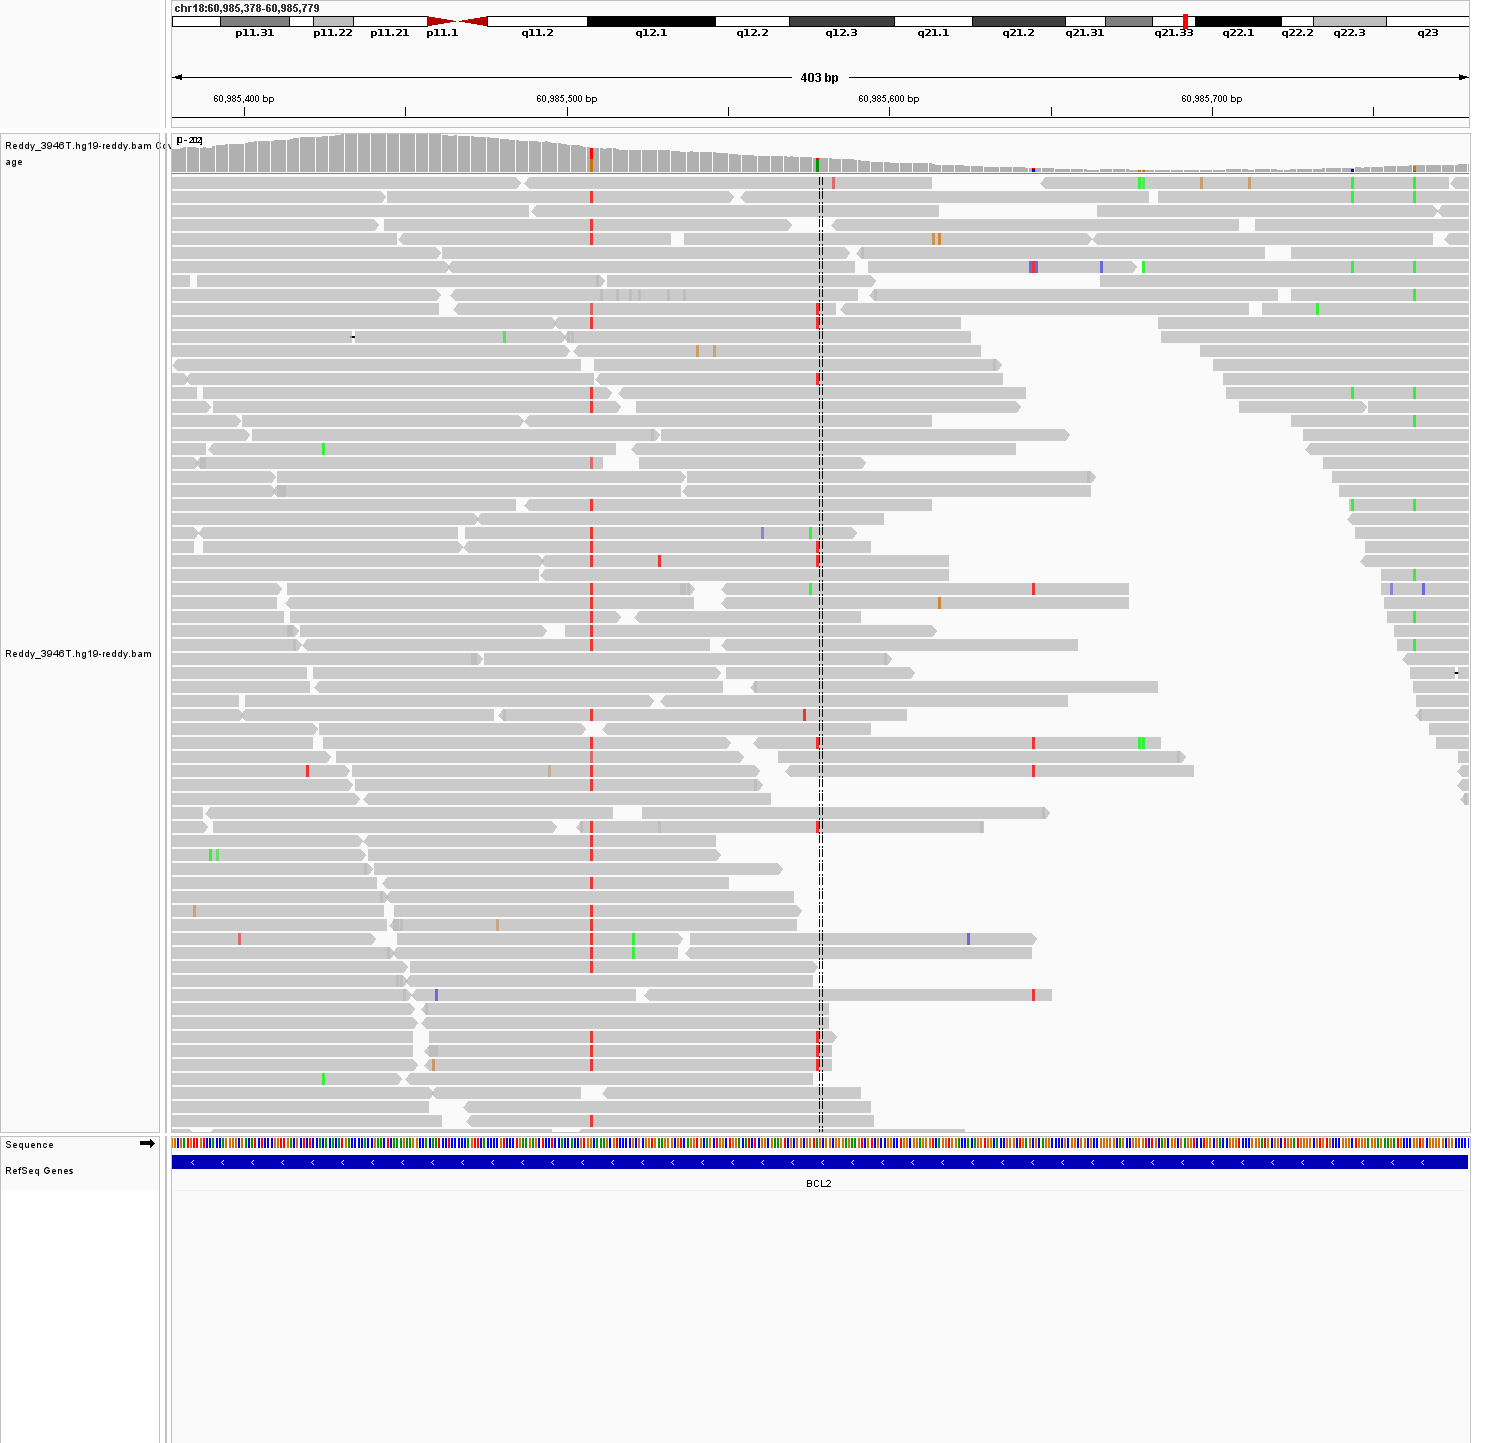 chr18:60,985,378-60,985,779
p11.31 p11.22 p11.21 p11.1 q11.2 q12.1 q12.2 q12.3 q21.1 q21.2 q21.31 q21.33 q22.1 q22.2 q22.3 q23
403 bp
60,985,400 bp 60,985,500 bp 60,985,600 bp 60,985,700 bp
Reddy_3946T.hg19-reddy.bam Cov
age
Reddy_3946T.hg19-reddy.bam
Sequence
RefSeq Genes
BCL2